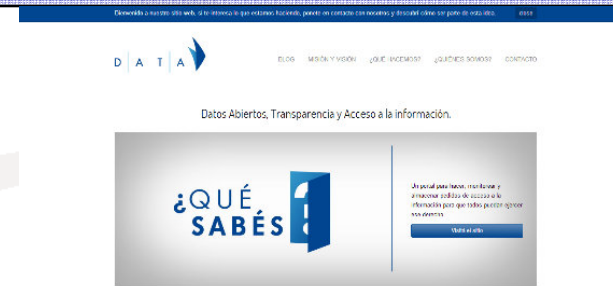 Bienvenido a nuestro sitio web, si te interesa lo que estamos haciendo, ponete en contacto con nosotros y descubrí cómo ser parte de esta idea.
D A T A
BLOG MISIÓN Y VISIÓN ¿QUÉ HACEMOS? ¿QUIÉNES SOMOS? CONTACTO
Datos Abiertos, Transparencia y Acceso a la información.
¿QUÉ
SABÉS
Un portal para hacer, monitorear y
almacenar pedidos de acceso a la
información para que todos puedan ejercer
ese derecho.
Visitá el sitio